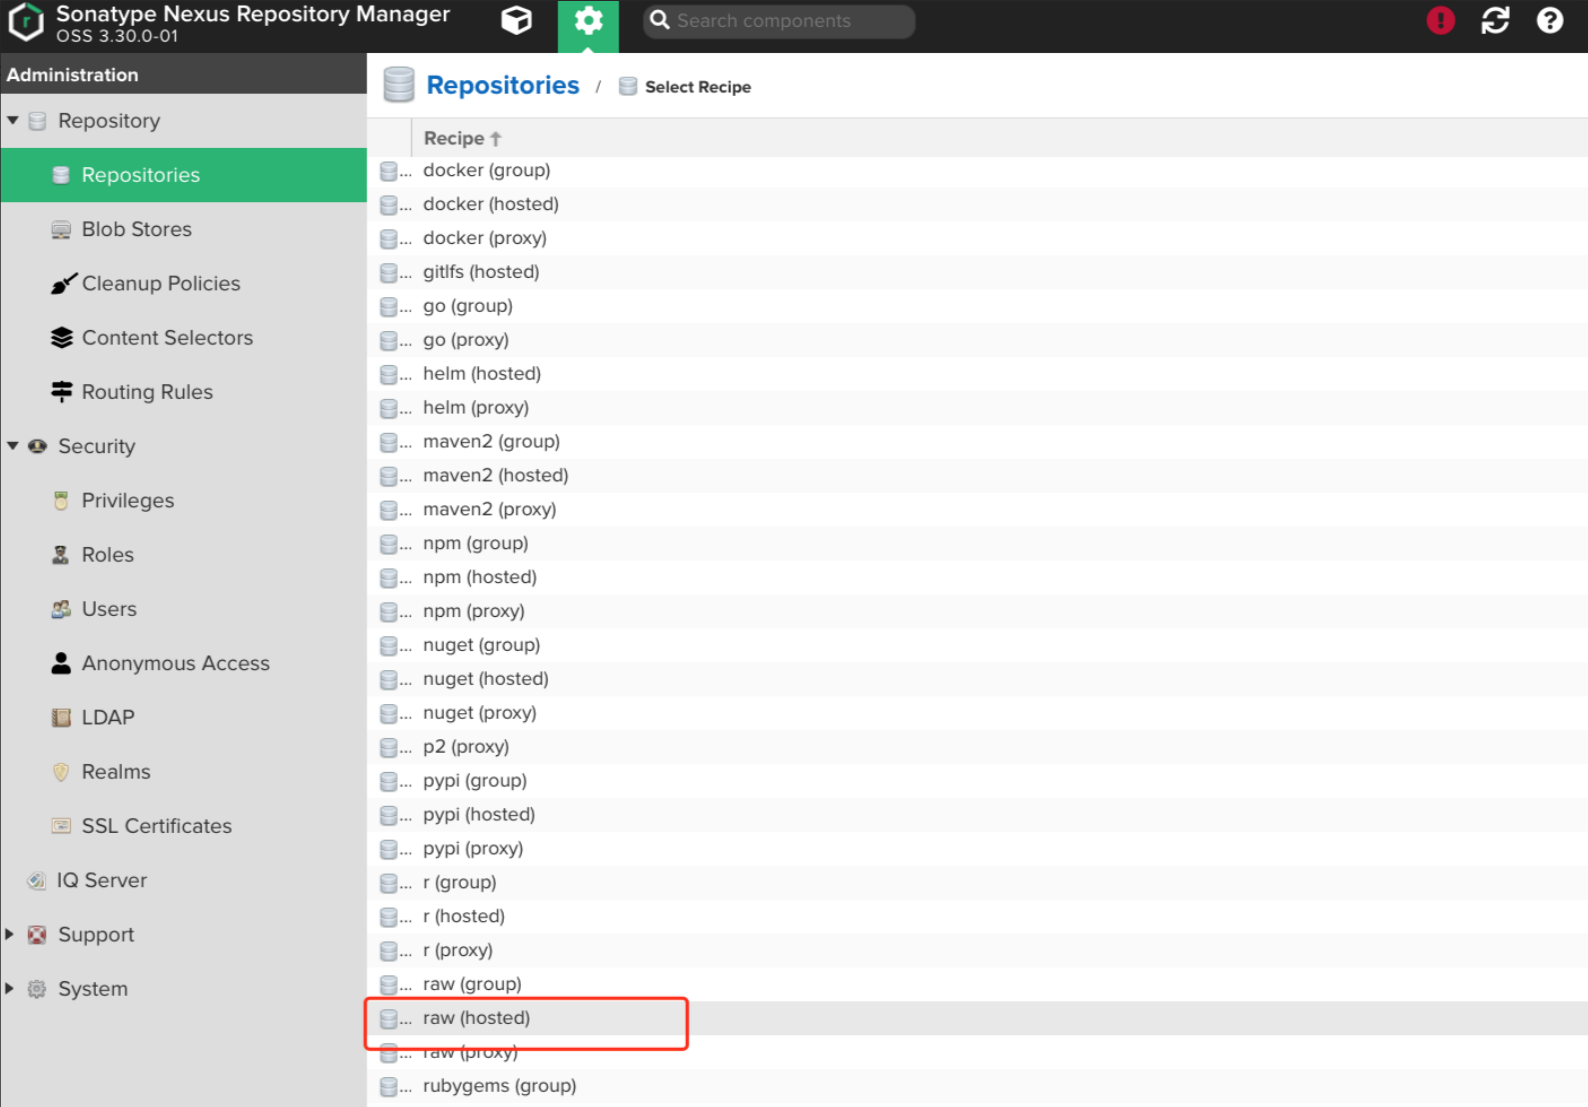 Sonatype Nexus Repository Manager
OSS 3.30.0-01
Search components
Administration
Repository
Repositories
Blob Stores
Cleanup Policies
Content Selectors
Routing Rules
Security
Privileges
Roles
Users
Anonymous Access
LDAP
Realms
SSL Certificates
IQ Server
Support
System
Repositories / Select Recipe
Recipe
... docker (group)
... docker (hosted)
... docker (proxy)
... gitlfs (hosted)
... go (group)
... go (proxy)
... helm (hosted)
... helm (proxy)
... maven2 (group)
... maven2 (hosted)
... maven2 (proxy)
... npm (group)
... npm (hosted)
... npm (proxy)
... nuget (group)
... nuget (hosted)
... nuget (proxy)
... p2 (proxy)
... pypi (group)
... pypi (hosted)
... pypi (proxy)
... r (group)
... r (hosted)
... r (proxy)
... raw (group)
... raw (hosted)
... raw (proxy)
... rubygems (group)